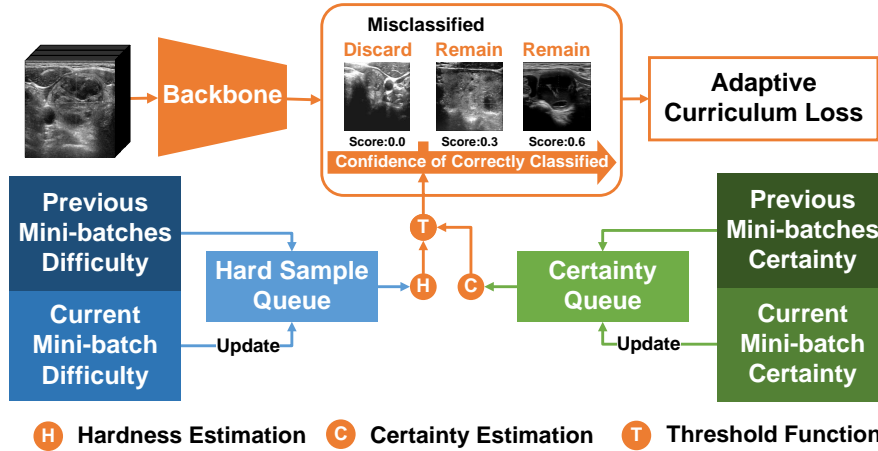 Misclassified
Discard Remain Remain
Backbone
Score:0.0 Score:0.3 Score:0.6
Confidence of Correctly Classified
Adaptive
Curriculum Loss
Previous
Mini-batches
Difficulty
Current
Mini-batch
Difficulty
Update
Hard Sample
Queue
H
T
C
Certainty
Queue
Update
Previous
Mini-batches
Certainty
Current
Mini-batch
Certainty
H Hardness Estimation
C Certainty Estimation
T Threshold Function